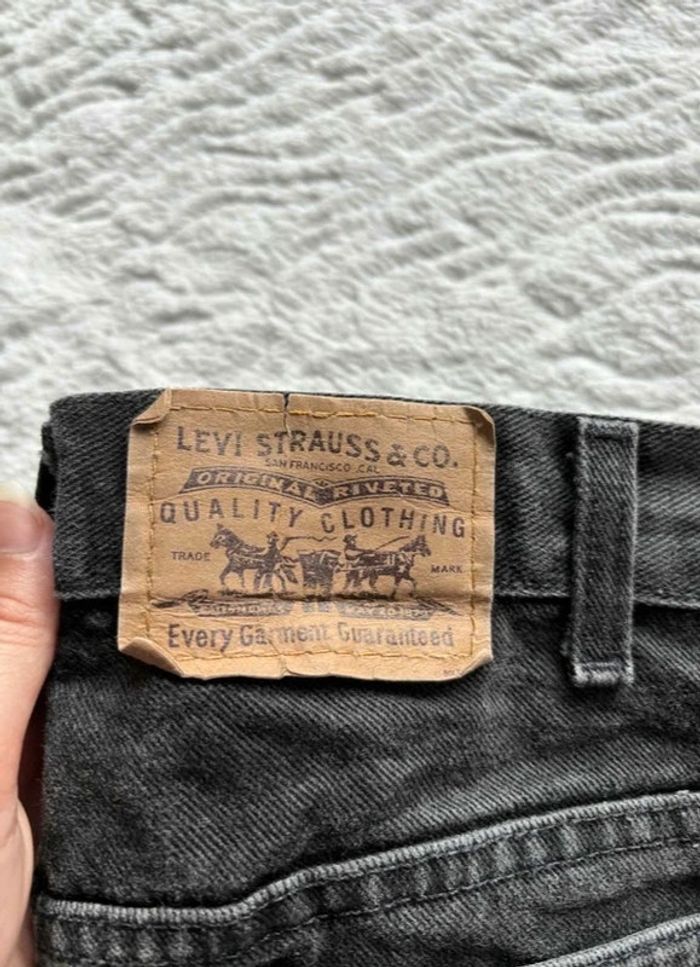 LEVI STRAUSS & CO.
SAN FRANCISCO CAL
ORIGINAL RIVETED
QUALITY CLOTHING
TRADE MARK
Every Garment Guaranteed